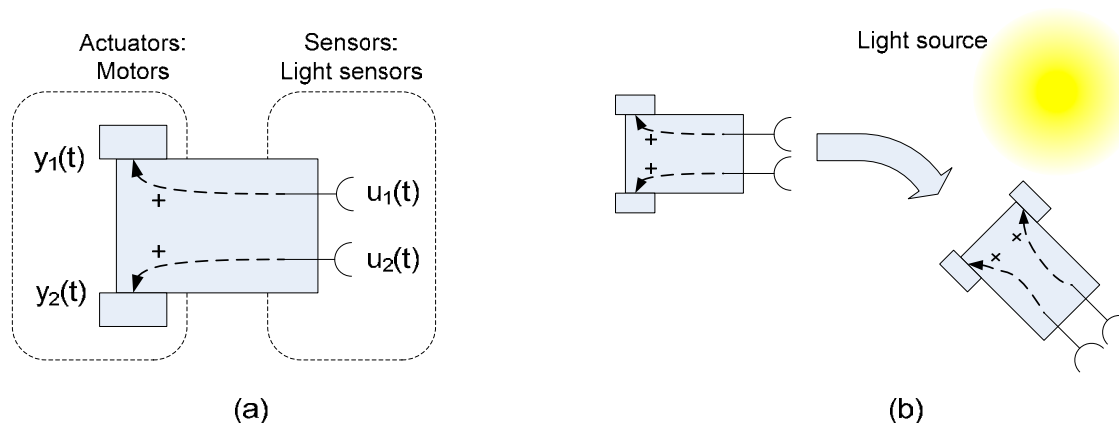 Actuators:
Motors
Sensors:
Light sensors
y₁(t)
+
u₁(t)
+
u₂(t)
y₂(t)
(a)
Light source
+
+
+
+
(b)